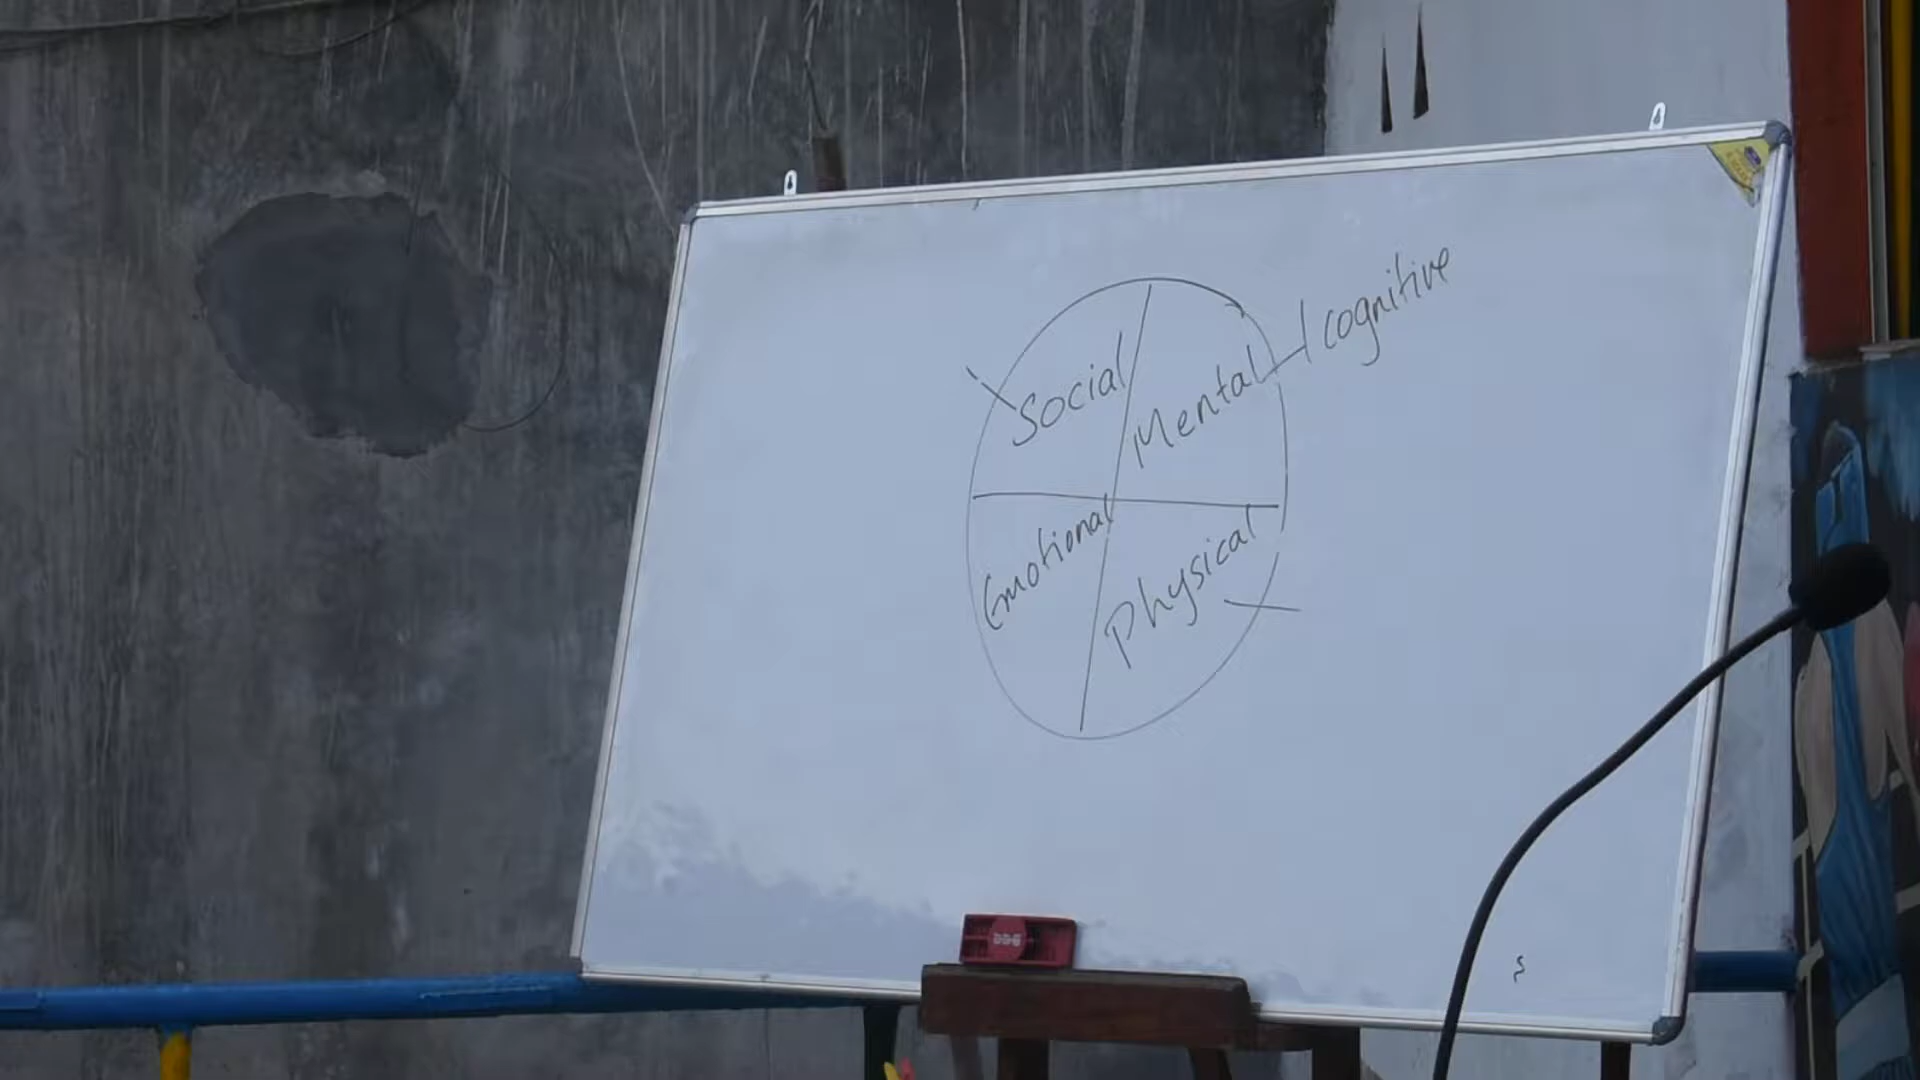 Social
Mental / cognitive
Emotional
Physical